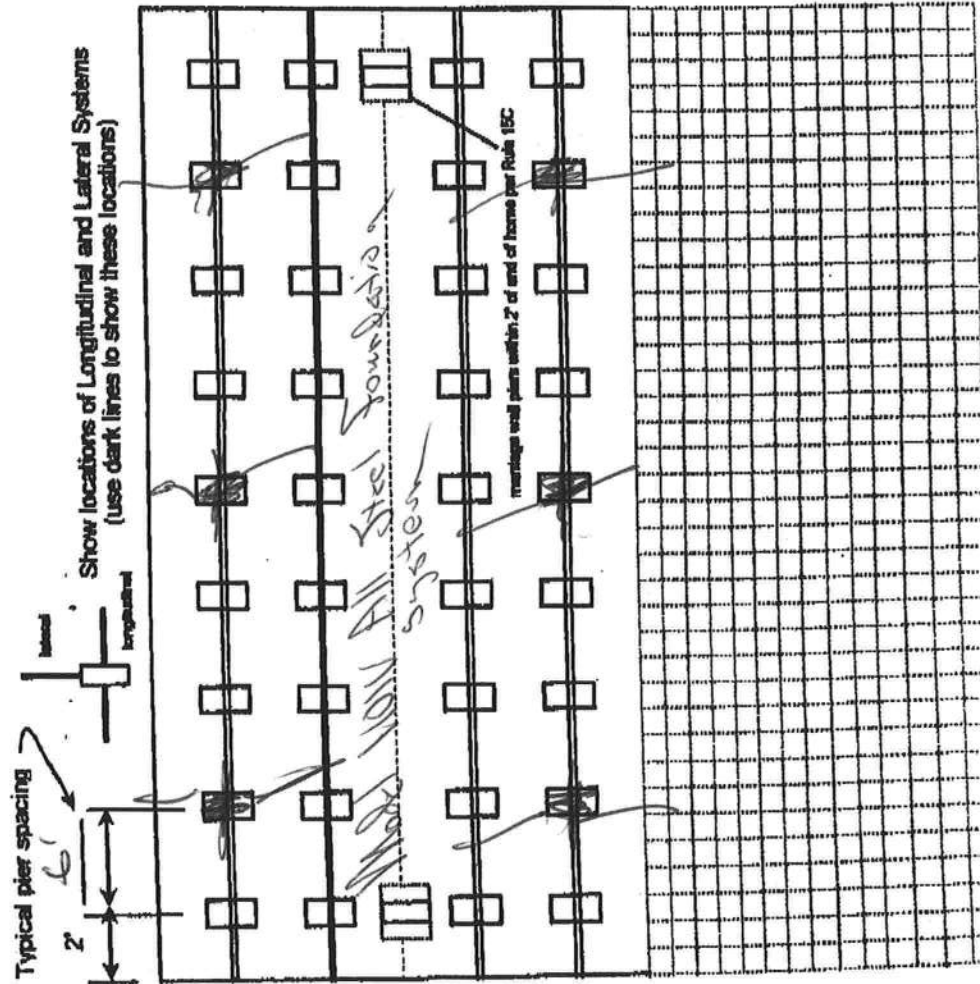 Typical pier spacing
2'
6'
lateral
longitudinal
Show locations of Longitudinal and Lateral Systems
(use dark lines to show these locations)
Model 1101 V All Steel Foundation
System
marriage wall piers within 2' of end of home per Rule 15C